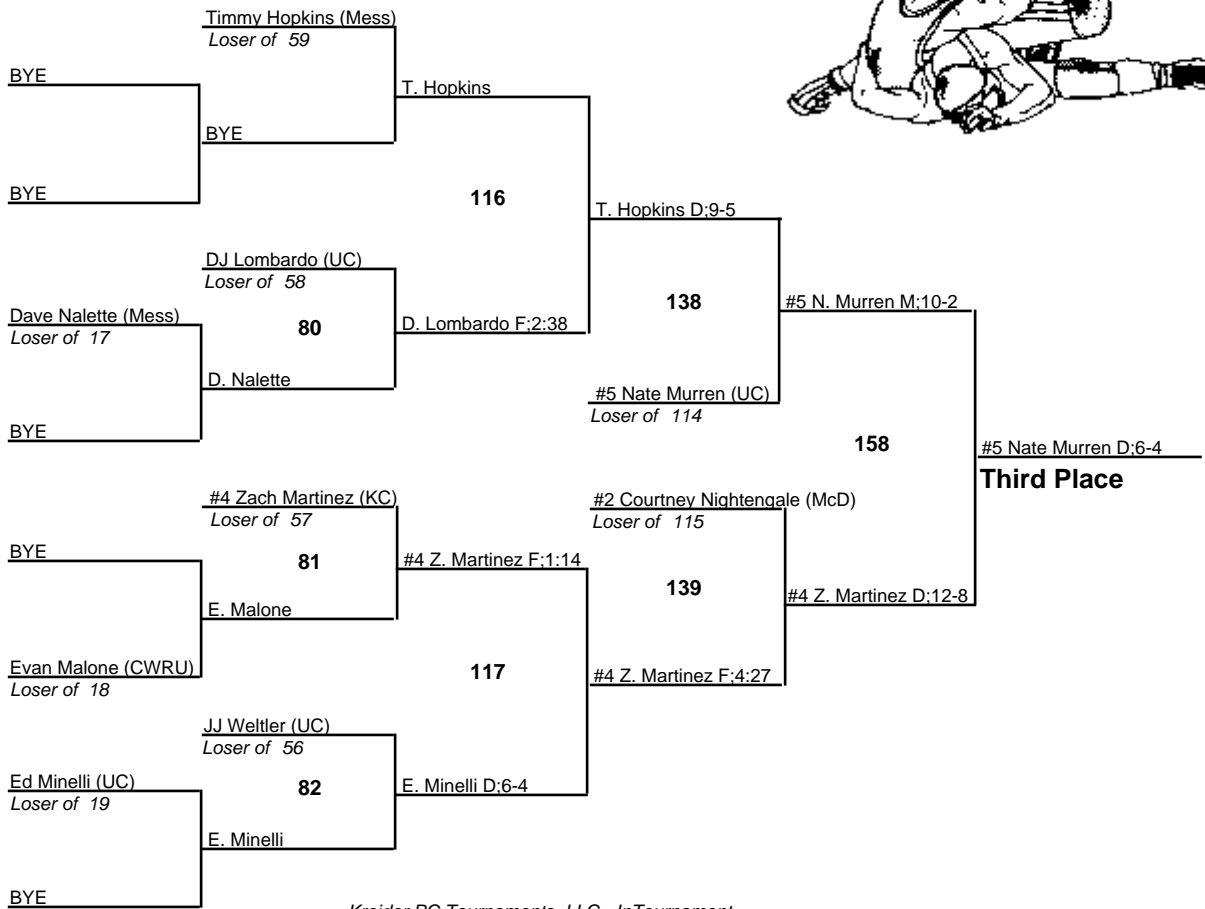 Timmy Hopkins (Mess)
Loser of 59
BYE
T. Hopkins
BYE
BYE
116
T. Hopkins D;9-5
DJ Lombardo (UC)
Loser of 58
Dave Nalette (Mess)
Loser of 17
80
D. Lombardo F;2:38
138
#5 N. Murren M;10-2
D. Nalette
#5 Nate Murren (UC)
Loser of 114
BYE
158
#5 Nate Murren D;6-4
Third Place
#4 Zach Martinez (KC)
Loser of 57
#2 Courtney Nightengale (McD)
Loser of 115
BYE
81
#4 Z. Martinez F;1:14
139
#4 Z. Martinez D;12-8
E. Malone
Evan Malone (CWRU)
Loser of 18
117
#4 Z. Martinez F;4:27
JJ Weltler (UC)
Loser of 56
Ed Minelli (UC)
Loser of 19
82
E. Minelli D;6-4
E. Minelli
BYE